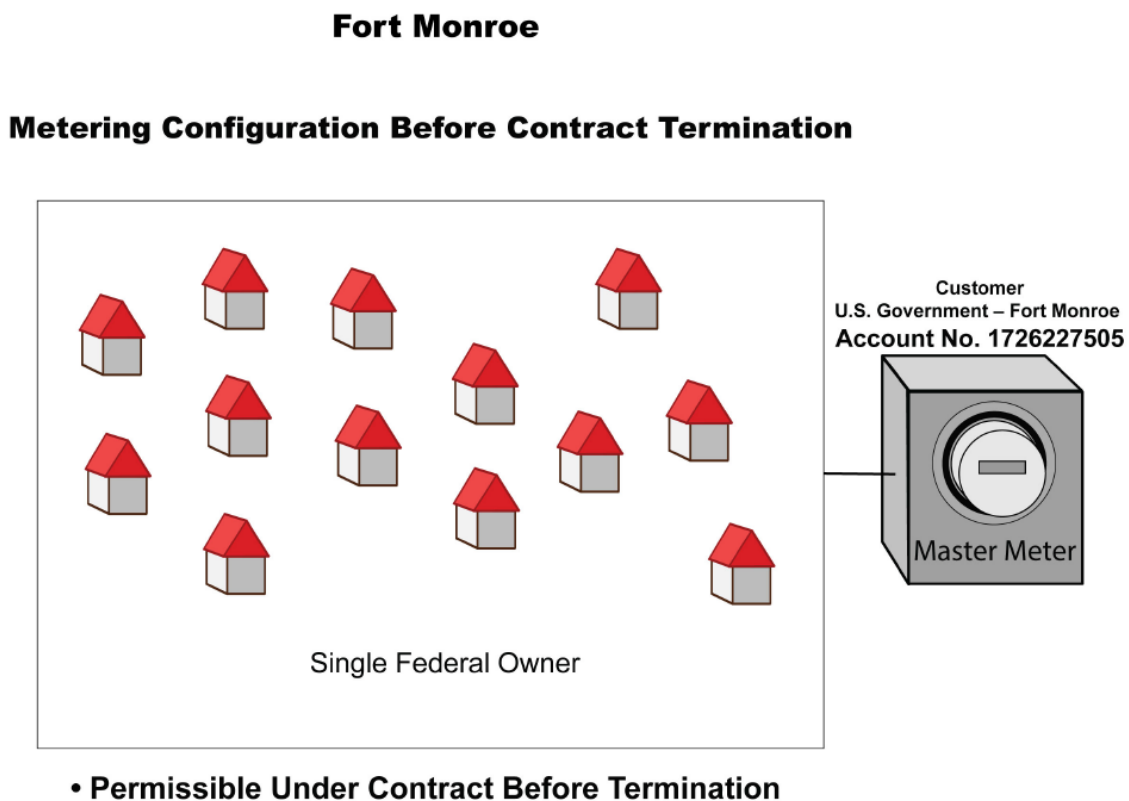 Fort Monroe
Metering Configuration Before Contract Termination
Customer
U.S. Government – Fort Monroe
Account No. 1726227505
Master Meter
Single Federal Owner
• Permissible Under Contract Before Termination